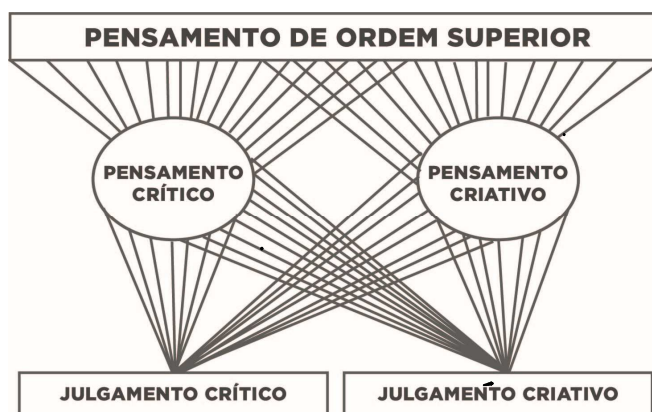 PENSAMENTO DE ORDEM SUPERIOR
PENSAMENTO
CRÍTICO
PENSAMENTO
CRIATIVO
JULGAMENTO CRÍTICO
JULGAMENTO CRIATIVO